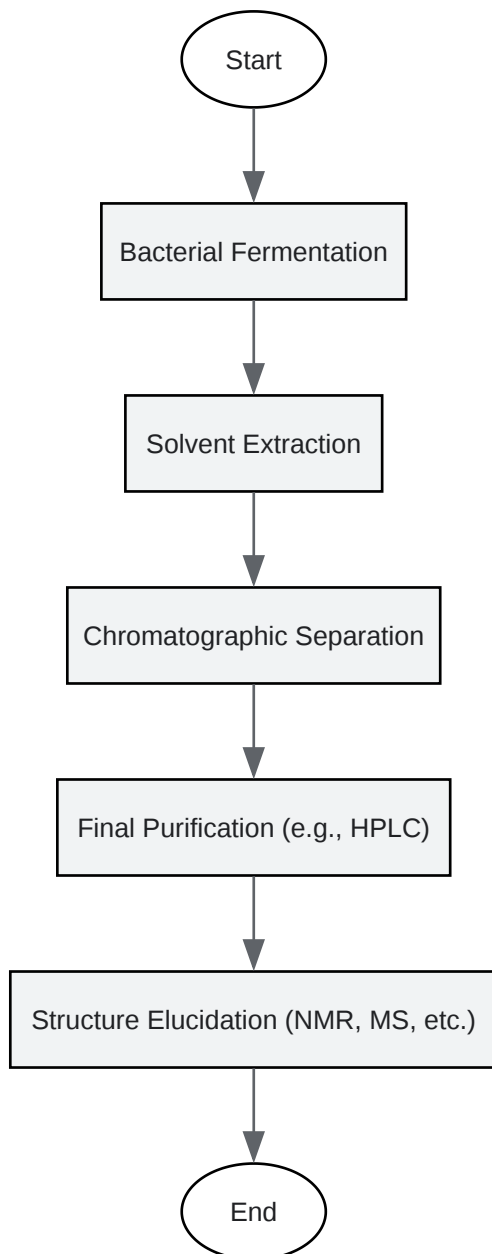 Start
Bacterial Fermentation
Solvent Extraction
Chromatographic Separation
Final Purification (e.g., HPLC)
Structure Elucidation (NMR, MS, etc.)
End